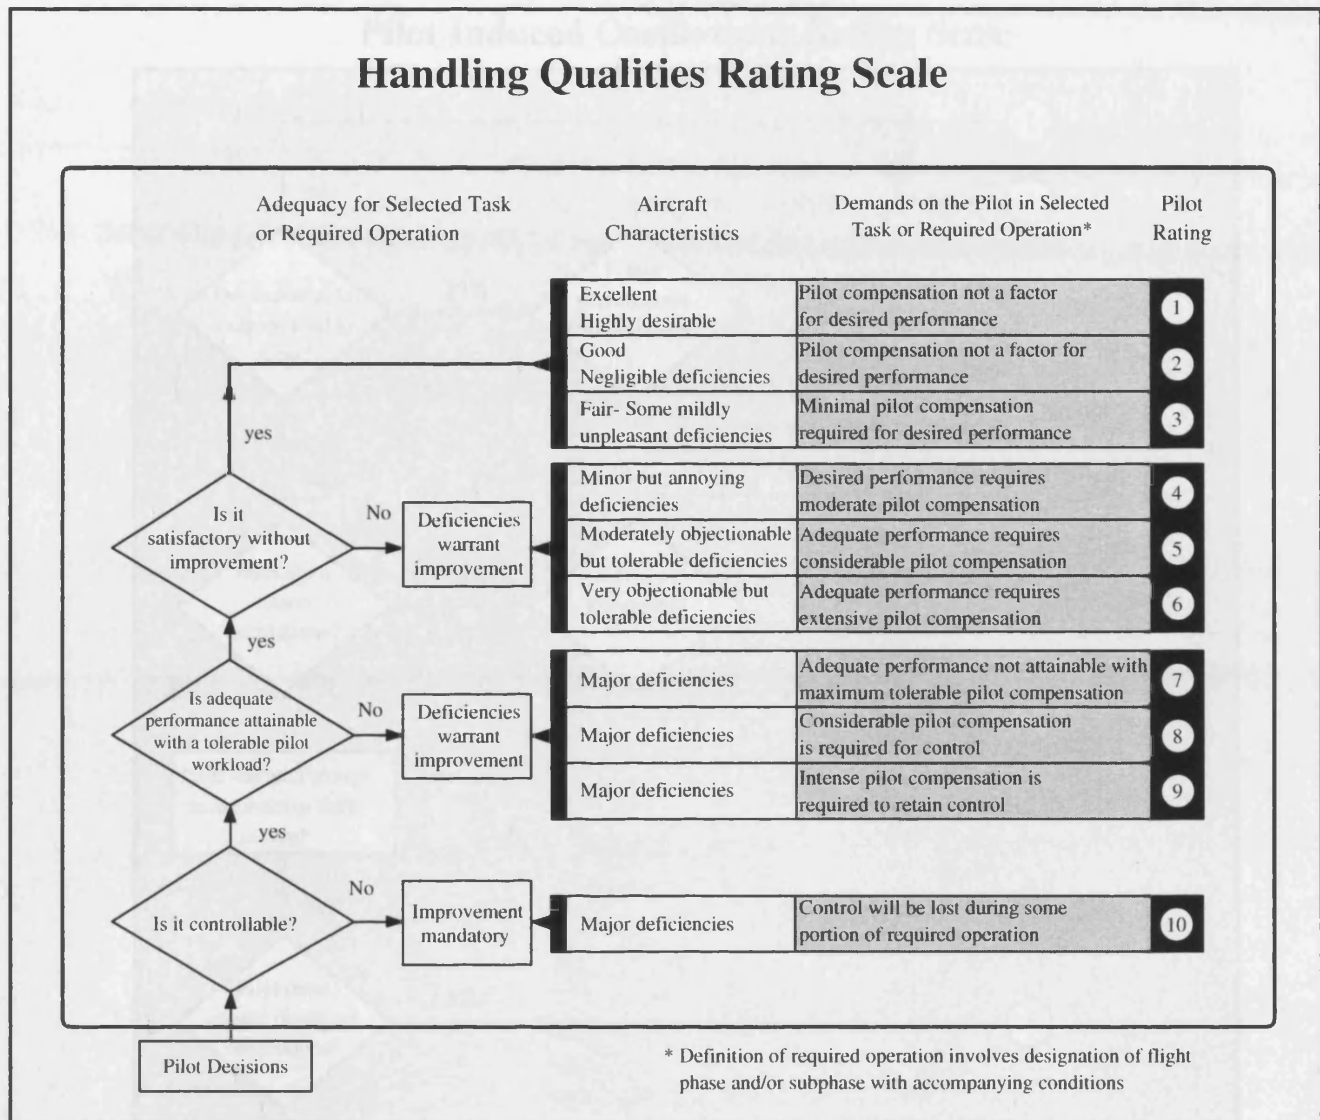 Handling Qualities Rating Scale
Adequacy for Selected Task
or Required Operation
Aircraft
Characteristics
Demands on the Pilot in Selected
Task or Required Operation*
Pilot
Rating
Excellent
Highly desirable
Pilot compensation not a factor
for desired performance
1
Good
Negligible deficiencies
Pilot compensation not a factor for
desired performance
2
Fair- Some mildly
unpleasant deficiencies
Minimal pilot compensation
required for desired performance
3
yes
Is it
satisfactory without
improvement?
No
Deficiencies
warrant
improvement
Minor but annoying
deficiencies
Desired performance requires
moderate pilot compensation
4
Moderately objectionable
but tolerable deficiencies
Adequate performance requires
considerable pilot compensation
5
Very objectionable but
tolerable deficiencies
Adequate performance requires
extensive pilot compensation
6
yes
Is adequate
performance attainable
with a tolerable pilot
workload?
No
Deficiencies
warrant
improvement
Major deficiencies
Adequate performance not attainable with
maximum tolerable pilot compensation
7
Major deficiencies
Considerable pilot compensation
is required for control
8
Major deficiencies
Intense pilot compensation is
required to retain control
9
yes
Is it controllable?
No
Improvement
mandatory
Major deficiencies
Control will be lost during some
portion of required operation
10
Pilot Decisions
* Definition of required operation involves designation of flight
phase and/or subphase with accompanying conditions